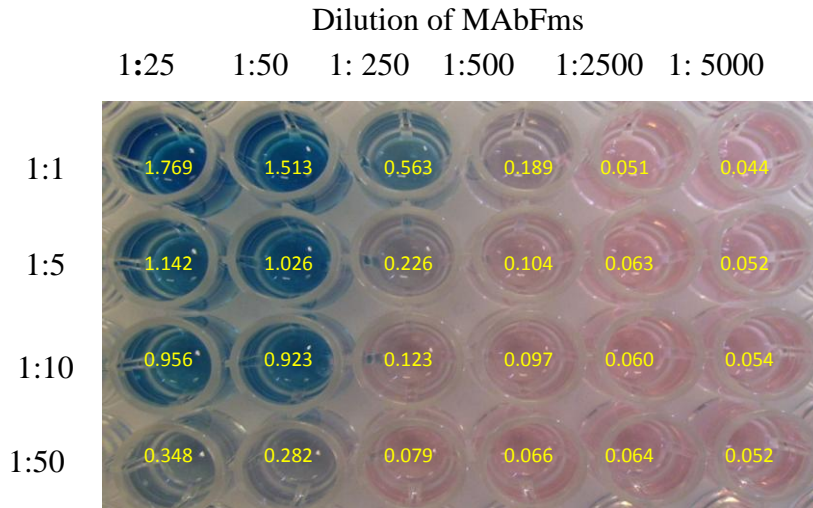 Dilution of MAbFms
1:25 1:50 1: 250 1:500 1:2500 1: 5000
1:1 1.769 1.513 0.563 0.189 0.051 0.044
1:5 1.142 1.026 0.226 0.104 0.063 0.052
1:10 0.956 0.923 0.123 0.097 0.060 0.054
1:50 0.348 0.282 0.079 0.066 0.064 0.052